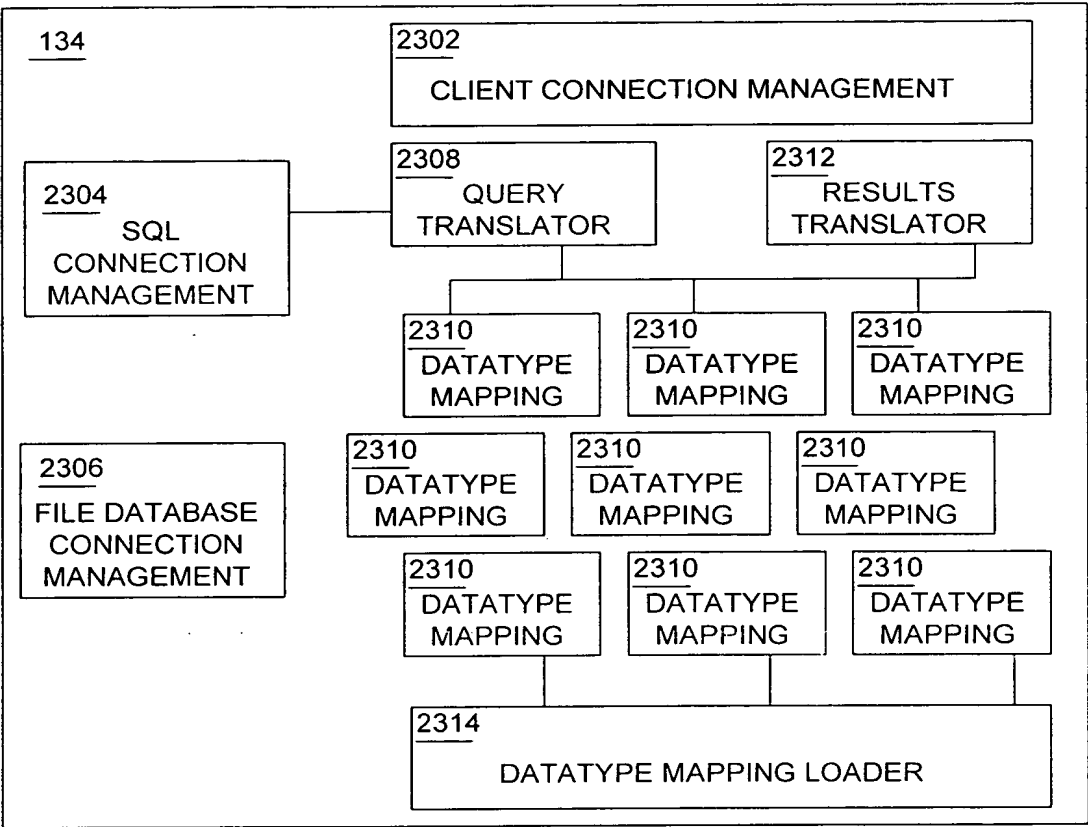 134
2302
CLIENT CONNECTION MANAGEMENT
2304
SQL
CONNECTION
MANAGEMENT
2308
QUERY
TRANSLATOR
2312
RESULTS
TRANSLATOR
2310
DATATYPE
MAPPING
2310
DATATYPE
MAPPING
2310
DATATYPE
MAPPING
2306
FILE DATABASE
CONNECTION
MANAGEMENT
2310
DATATYPE
MAPPING
2310
DATATYPE
MAPPING
2310
DATATYPE
MAPPING
2310
DATATYPE
MAPPING
2310
DATATYPE
MAPPING
2310
DATATYPE
MAPPING
2314
DATATYPE MAPPING LOADER